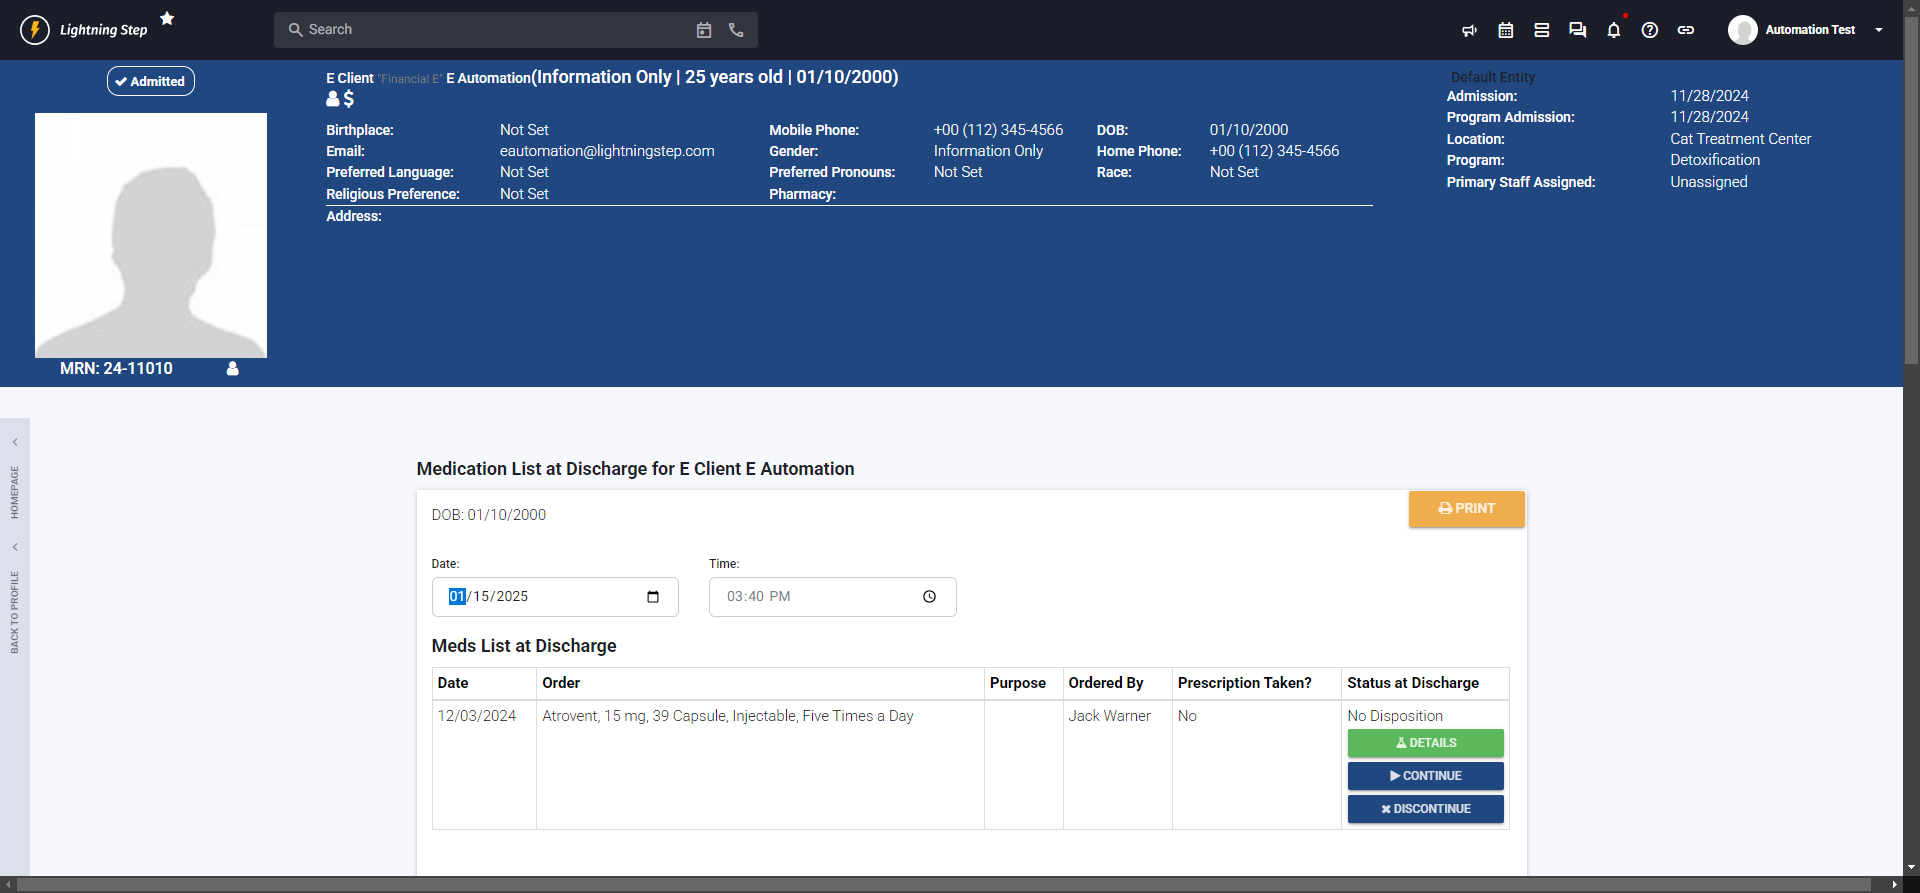 Lightning Step
Search
Automation Test
Admitted
E Client "Financial E" E Automation(Information Only | 25 years old | 01/10/2000)
Default Entity
Admission: 11/28/2024
Program Admission: 11/28/2024
Location: Cat Treatment Center
Program: Detoxification
Primary Staff Assigned: Unassigned
Birthplace: Not Set Mobile Phone: +00 (112) 345-4566 DOB: 01/10/2000
Email: eautomation@lightningstep.com Gender: Information Only Home Phone: +00 (112) 345-4566
Preferred Language: Not Set Preferred Pronouns: Not Set Race: Not Set
Religious Preference: Not Set Pharmacy:
Address:
MRN: 24-11010
HOMEPAGE
BACK TO PROFILE
Medication List at Discharge for E Client E Automation
DOB: 01/10/2000
PRINT
Date: Time:
01/15/2025 03:40 PM
Meds List at Discharge
Date Order Purpose Ordered By Prescription Taken? Status at Discharge
12/03/2024 Atrovent, 15 mg, 39 Capsule, Injectable, Five Times a Day Jack Warner No No Disposition
DETAILS
CONTINUE
DISCONTINUE